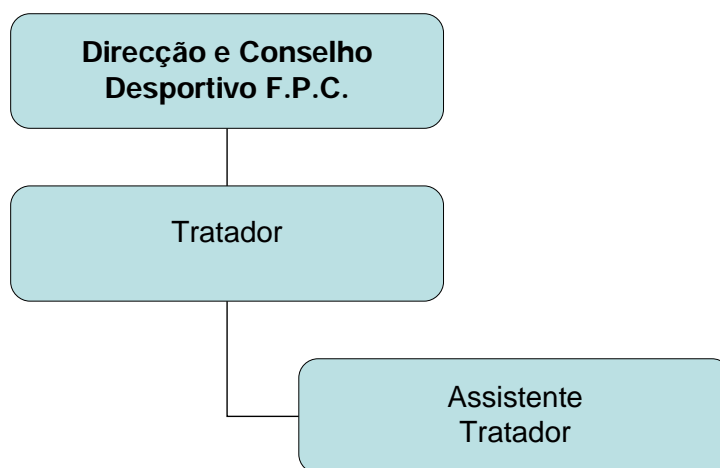 Direcção e Conselho
Desportivo F.P.C.
Tratador
Assistente
Tratador